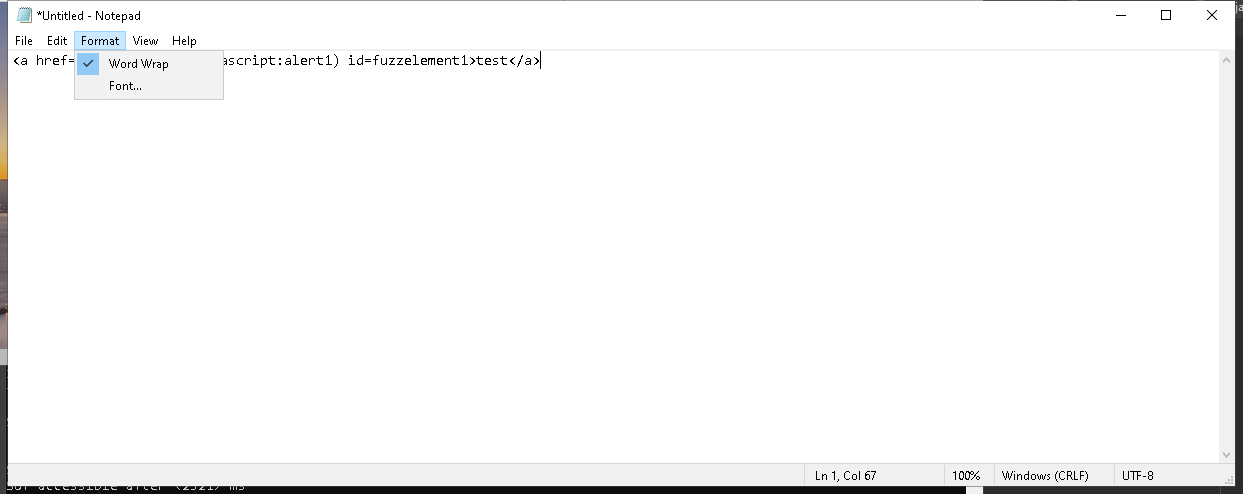 *Untitled - Notepad
File Edit Format View Help
<a href= ascript:alert1) id=fuzzelement1>test</a>
Word Wrap
Font...
Ln 1, Col 67 100% Windows (CRLF) UTF-8